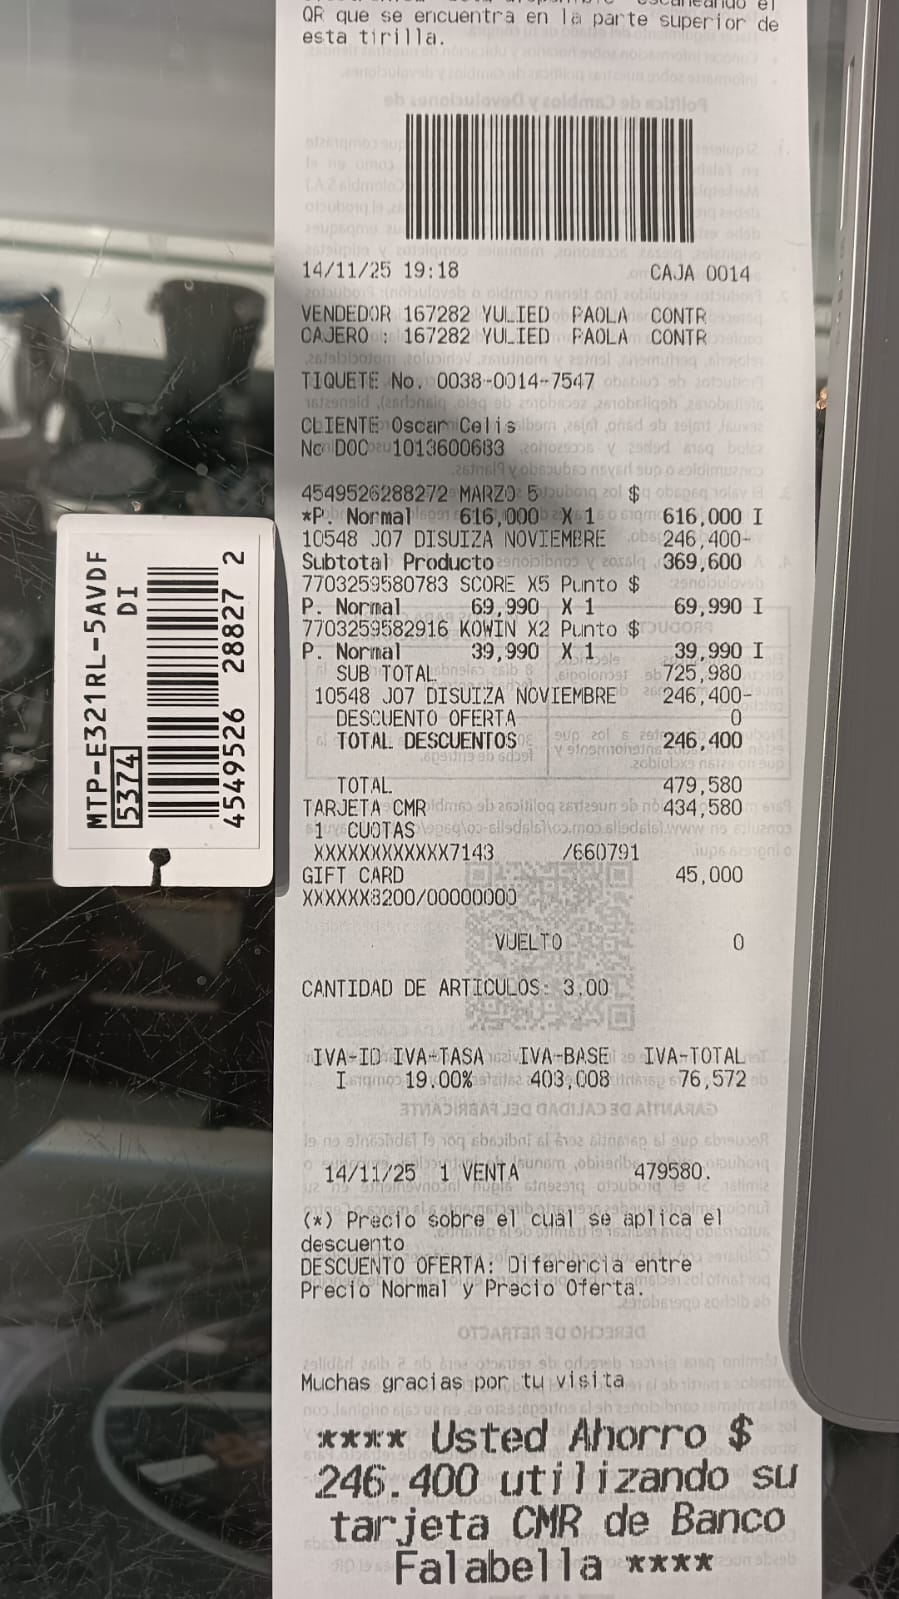 escaneando el
QR que se encuentra en la parte superior de
esta tirilla.
14/11/25 19:18 CAJA 0014
VENDEDOR 167282 YULIED PAOLA CONTR
CAJERO : 167282 YULIED PAOLA CONTR
TIQUETE No. 0038-0014-7547
CLIENTE Oscar Celis
No DOC 1013600683
4549526288272 MARZO 5 $
*P. Normal 616,000 X 1 616,000 I
10548 J07 DISUIZA NOVIEMBRE 246,400-
Subtotal Producto 369,600
7703259580783 SCORE X5 Punto $
P. Normal 69,990 X 1 69,990 I
7703259582916 KOWIN X2 Punto $
P. Normal 39,990 X 1 39,990 I
SUB TOTAL 725,980
10548 J07 DISUIZA NOVIEMBRE 246,400-
DESCUENTO OFERTA 0
TOTAL DESCUENTOS 246,400
TOTAL 479,580
TARJETA CMR 434,580
1 CUOTAS
XXXXXXXXXXXX7143 /660791
GIFT CARD 45,000
XXXXXX8200/00000000
VUELTO 0
CANTIDAD DE ARTICULOS: 3.00
IVA-ID IVA-TASA IVA-BASE IVA-TOTAL
I 19.00% 403,008 76,572
14/11/25 1 VENTA 479580.
(*) Precio sobre el cual se aplica el
descuento
DESCUENTO OFERTA: Diferencia entre
Precio Normal y Precio Oferta.
Muchas gracias por tu visita
**** Usted Ahorro $
246.400 utilizando su
tarjeta CMR de Banco
Falabella ****
MTP-E321RL-5AVDF
DI
5374
4549526 28827 2